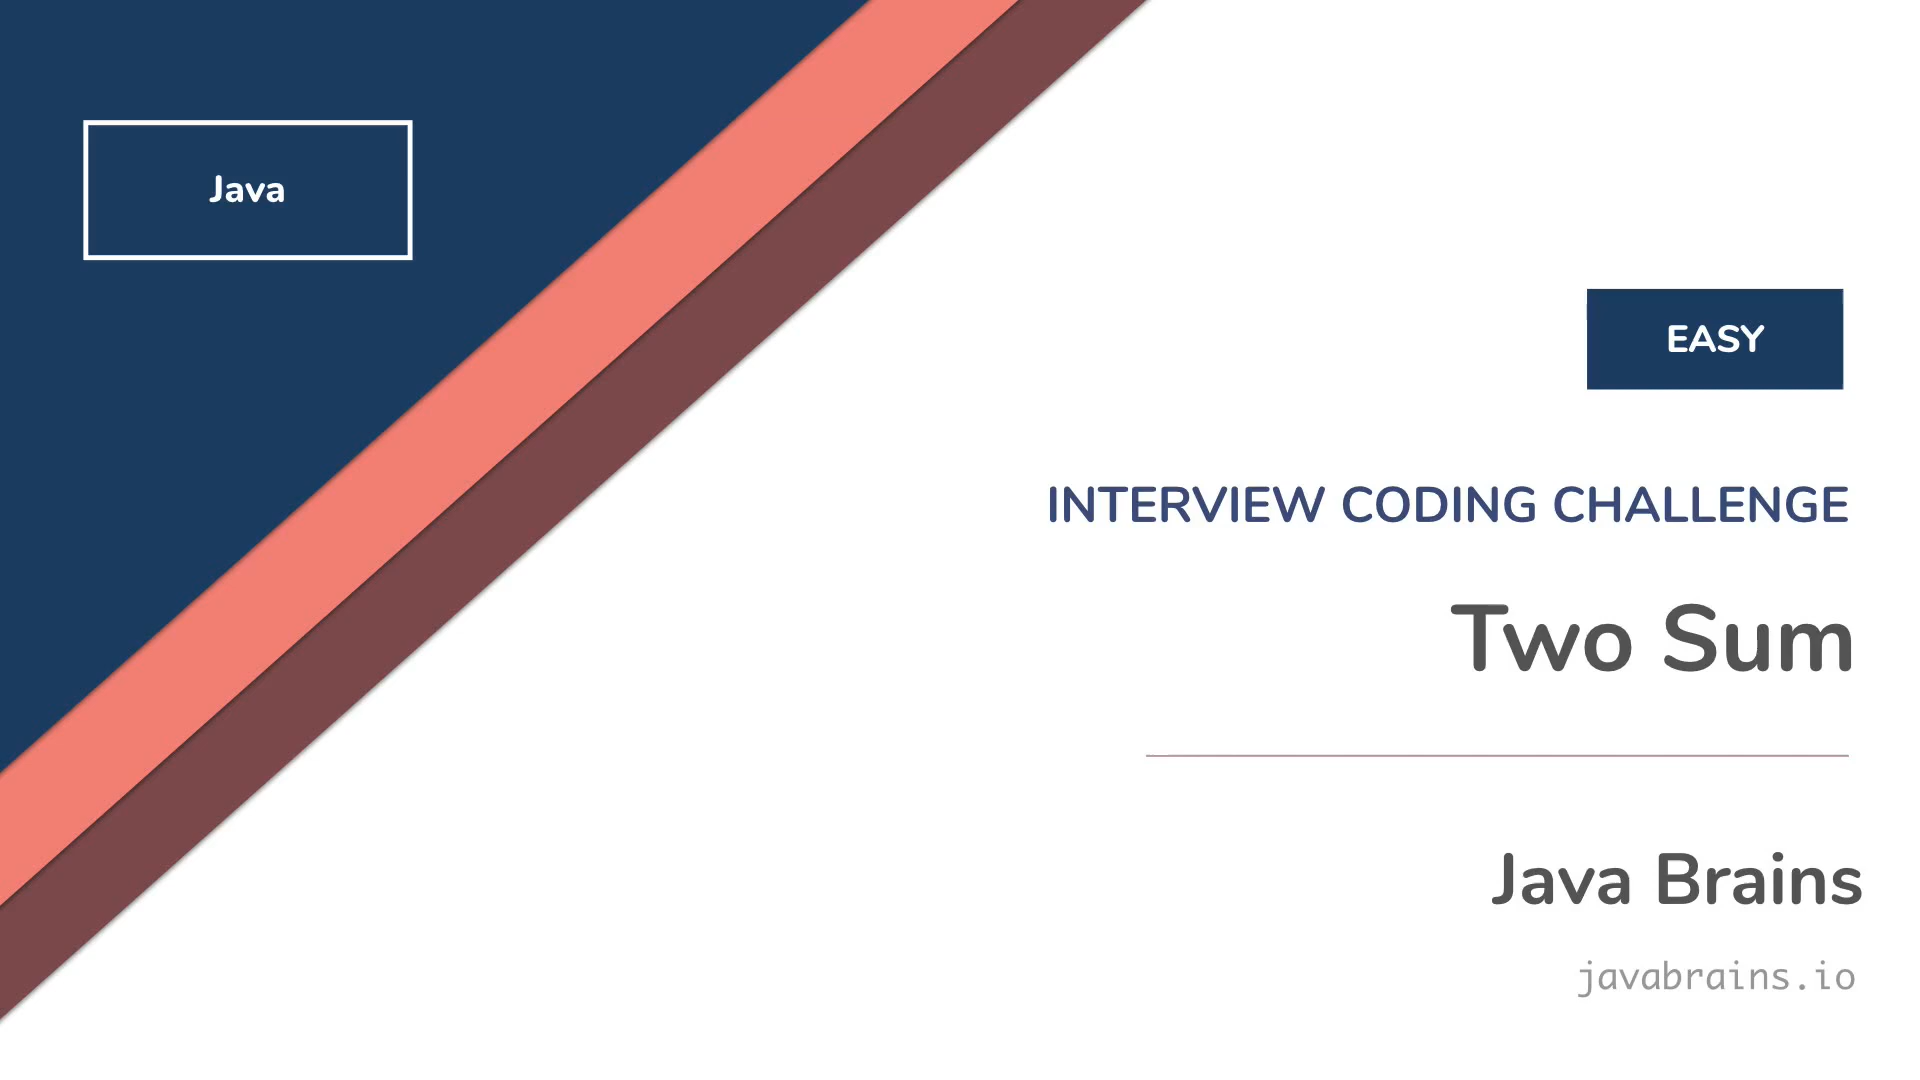 Java
EASY
INTERVIEW CODING CHALLENGE
Two Sum
Java Brains
javabrains.io